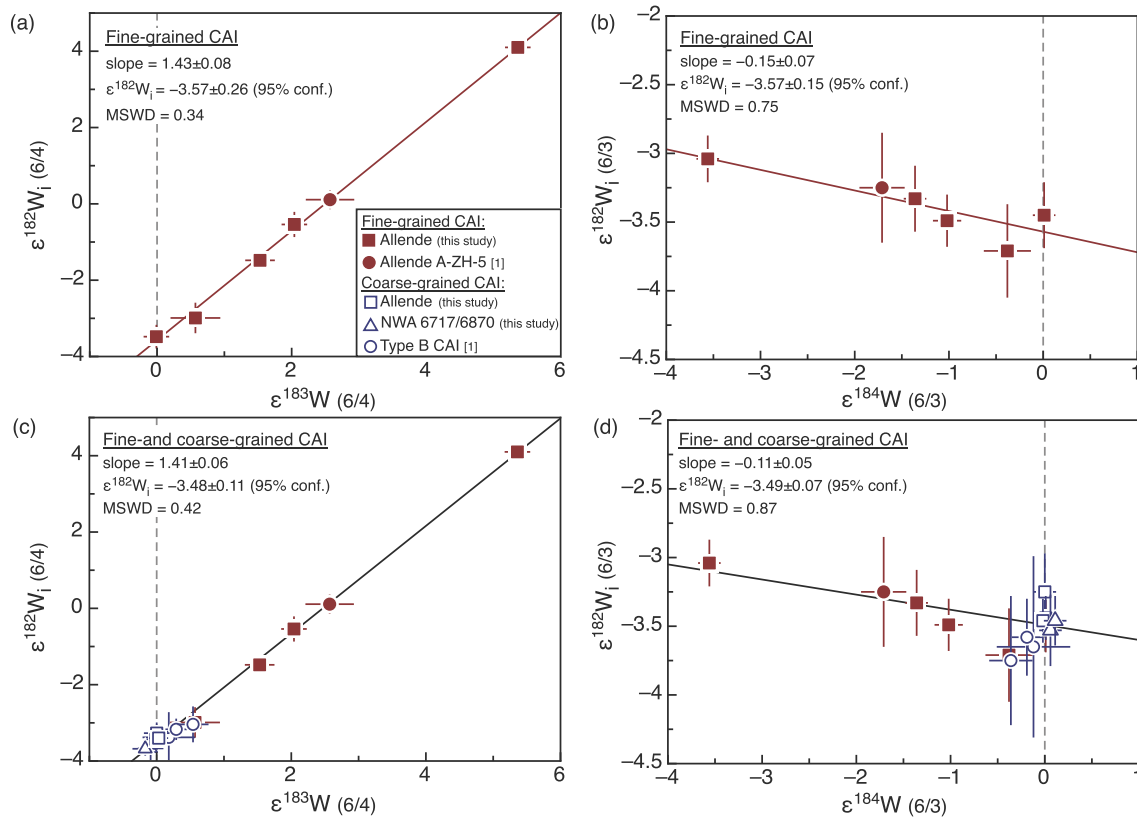 (a)
Fine-grained CAI
slope = 1.43±0.08
ε¹⁸²Wᵢ = −3.57±0.26 (95% conf.)
MSWD = 0.34
ε¹⁸²Wᵢ (6/4)
4
2
0
−2
−4
0
2
4
6
ε¹⁸³W (6/4)
Fine-grained CAI:
Allende (this study)
Allende A-ZH-5 [1]
Coarse-grained CAI:
Allende (this study)
NWA 6717/6870 (this study)
Type B CAI [1]
(b)
Fine-grained CAI
slope = −0.15±0.07
ε¹⁸²Wᵢ = −3.57±0.15 (95% conf.)
MSWD = 0.75
ε¹⁸²Wᵢ (6/3)
−2
−2.5
−3
−3.5
−4
−4.5
−4
−3
−2
−1
0
1
ε¹⁸⁴W (6/3)
(c)
Fine-and coarse-grained CAI
slope = 1.41±0.06
ε¹⁸²Wᵢ = −3.48±0.11 (95% conf.)
MSWD = 0.42
ε¹⁸²Wᵢ (6/4)
4
2
0
−2
−4
0
2
4
6
ε¹⁸³W (6/4)
(d)
Fine- and coarse-grained CAI
slope = −0.11±0.05
ε¹⁸²Wᵢ = −3.49±0.07 (95% conf.)
MSWD = 0.87
ε¹⁸²Wᵢ (6/3)
−2
−2.5
−3
−3.5
−4
−4.5
−4
−3
−2
−1
0
1
ε¹⁸⁴W (6/3)